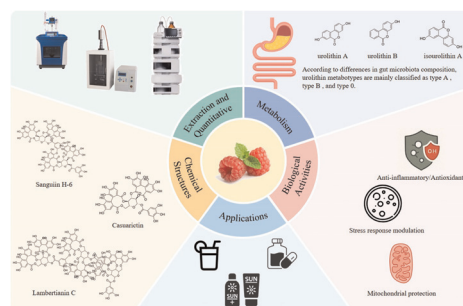 urolithin A
urolithin B
isourolithin A
According to differences in gut microbiota composition,
urolithin metabotypes are mainly classified as type A ,
type B , and type 0.
Extraction and
Quantitative
Metabolism
Chemical
Structures
Biological
Activities
Applications
Sanguiin H-6
Casuarictin
Lambertianin C
OH
Anti-inflammatory/Antioxidant
Stress response modulation
Mitochondrial protection
SUN
SUN